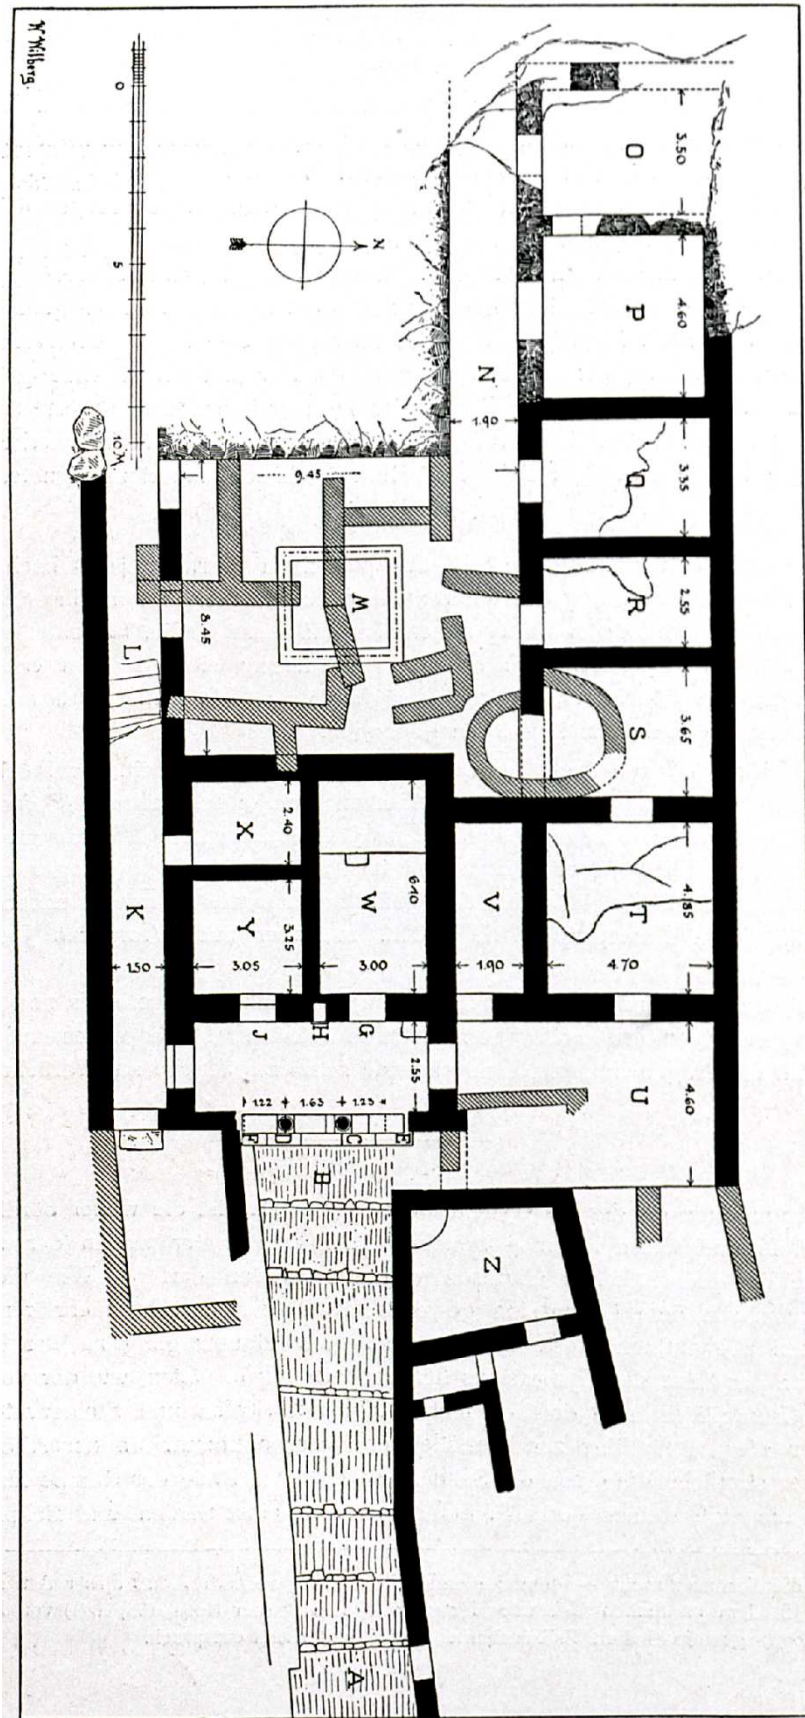 W. Wilberg.
0
5
10 M
N
O
3.50
P
4.60
N
1.90
Q
3.35
R
2.55
S
3.65
9.45
M
8.45
L
X
2.40
W
6.10
V
T
4.85
Y
3.25
K
1.50
3.05
3.00
1.90
4.70
J
H
G
2.55
U
4.60
1.22
1.63
1.23
F
D
C
E
B
Z
A